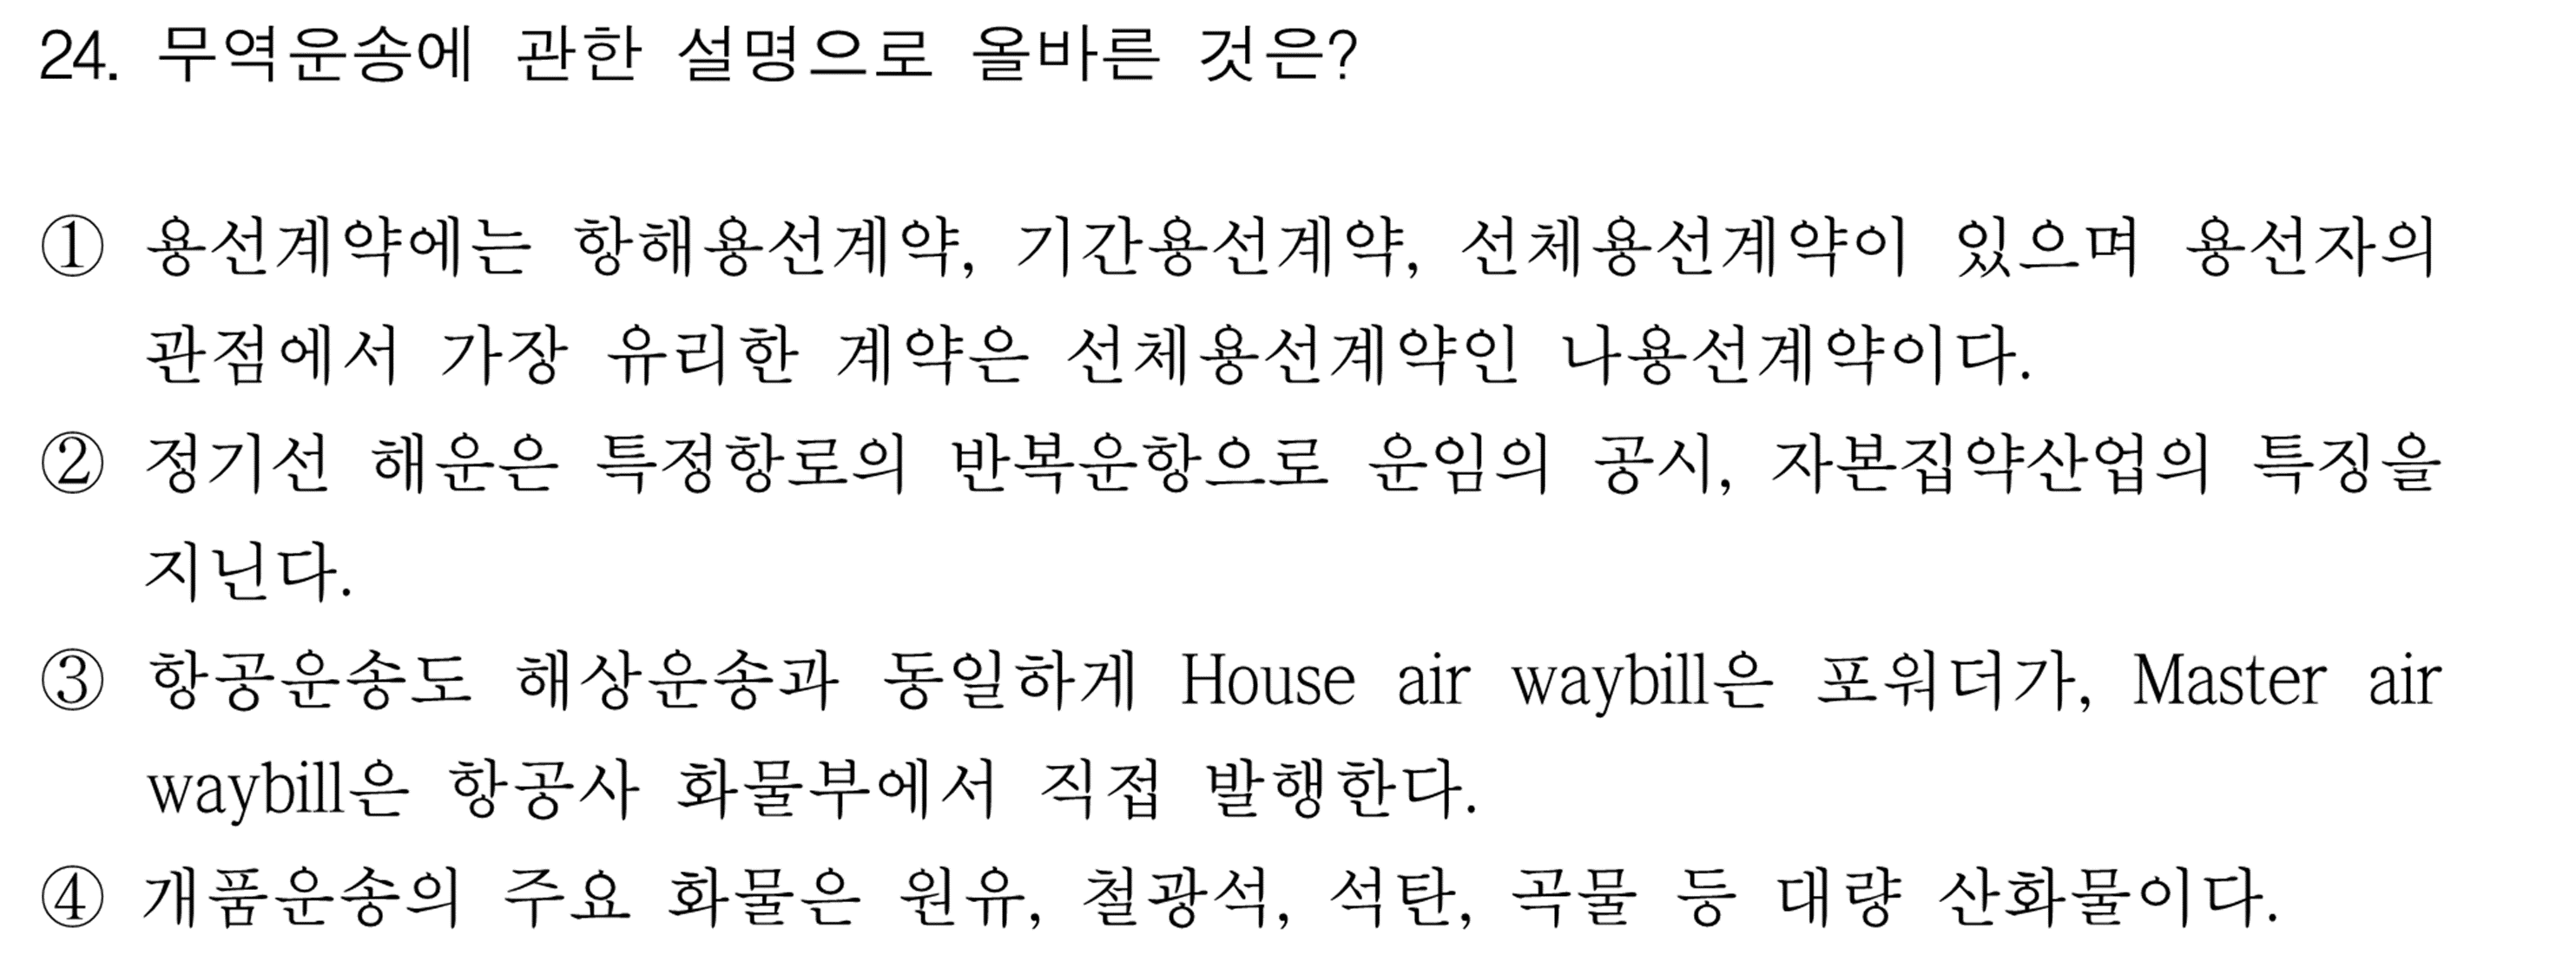 24. 무역운송에 관한 설명으로 올바른 것은?
① 용선계약에는 항해용선계약, 기간용선계약, 선체용선계약이 있으며 용선자의
관점에서 가장 유리한 계약은 선체용선계약인 나용선계약이다.
② 정기선 해운은 특정항로의 반복운항으로 운임의 공시, 자본집약산업의 특징을
지닌다.
③ 항공운송도 해상운송과 동일하게 House air waybill은 포워더가, Master air
waybill은 항공사 화물부에서 직접 발행한다.
④ 개품운송의 주요 화물은 원유, 철광석, 석탄, 곡물 등 대량 산화물이다.